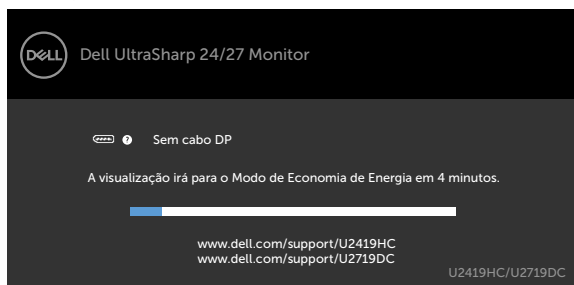 DELL
Dell UltraSharp 24/27 Monitor
? Sem cabo DP
A visualização irá para o Modo de Economia de Energia em 4 minutos.
www.dell.com/support/U2419HC
www.dell.com/support/U2719DC
U2419HC/U2719DC